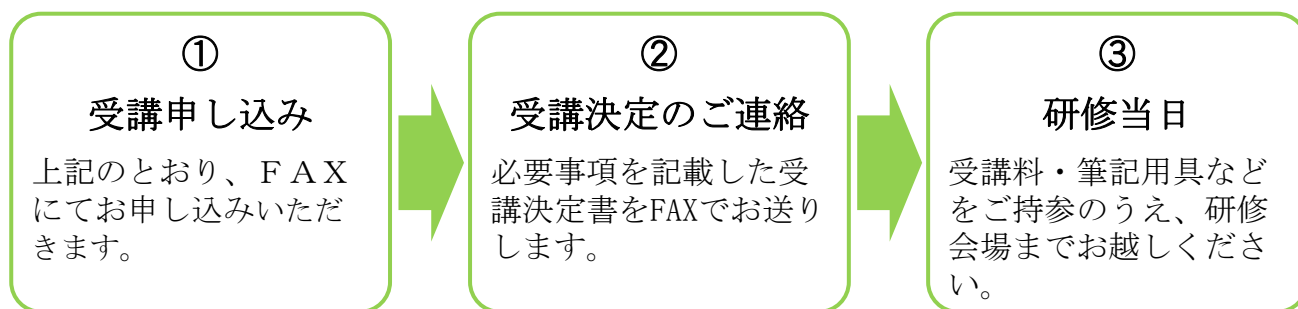 ①
受講申し込み
上記のとおり、ＦＡＸ
にてお申し込みいただ
きます。
②
受講決定のご連絡
必要事項を記載した受
講決定書をFAXでお送り
します。
③
研修当日
受講料・筆記用具など
をご持参のうえ、研修
会場までお越しくださ
い。